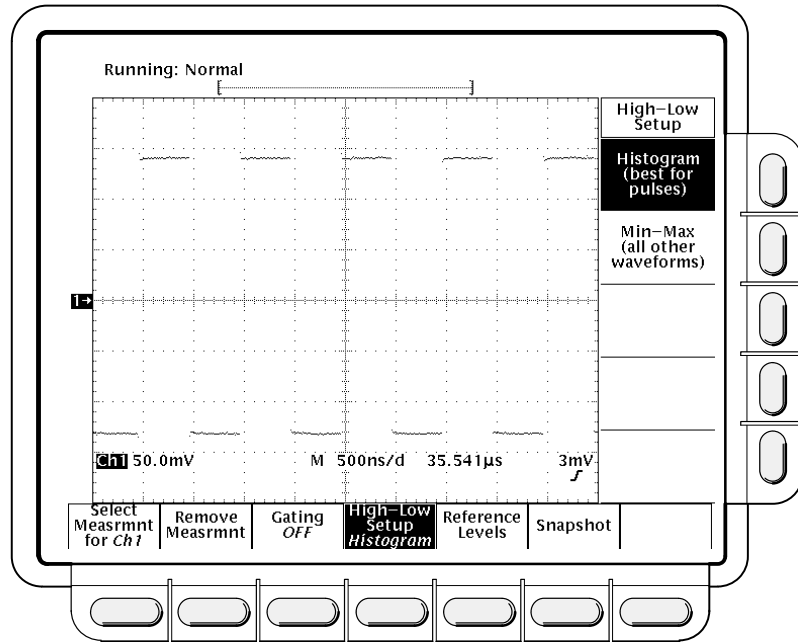 Running: Normal
High–Low
Setup
Histogram
(best for
pulses)
Min–Max
(all other
waveforms)
1→
Ch1 50.0mV M 500ns/d 35.541µs 3mV
Select
Measrmnt
for Ch1
Remove
Measrmnt
Gating
OFF
High–Low
Setup
Histogram
Reference
Levels
Snapshot